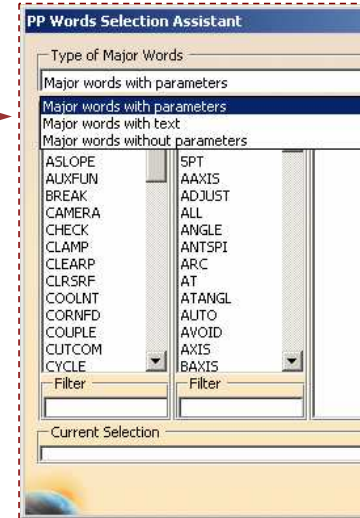 PP Words Selection Assistant
Type of Major Words
Major words with parameters
Major words with parameters
Major words with text
Major words without parameters
ASLOPE
AUXFUN
BREAK
CAMERA
CHECK
CLAMP
CLEARP
CLRSRF
COOLNT
CORNFD
COUPLE
CUTCOM
CYCLE
5PT
AAXIS
ADJUST
ALL
ANGLE
ANTSPI
ARC
AT
ATANGL
AUTO
AVOID
AXIS
BAXIS
Filter
Filter
Current Selection